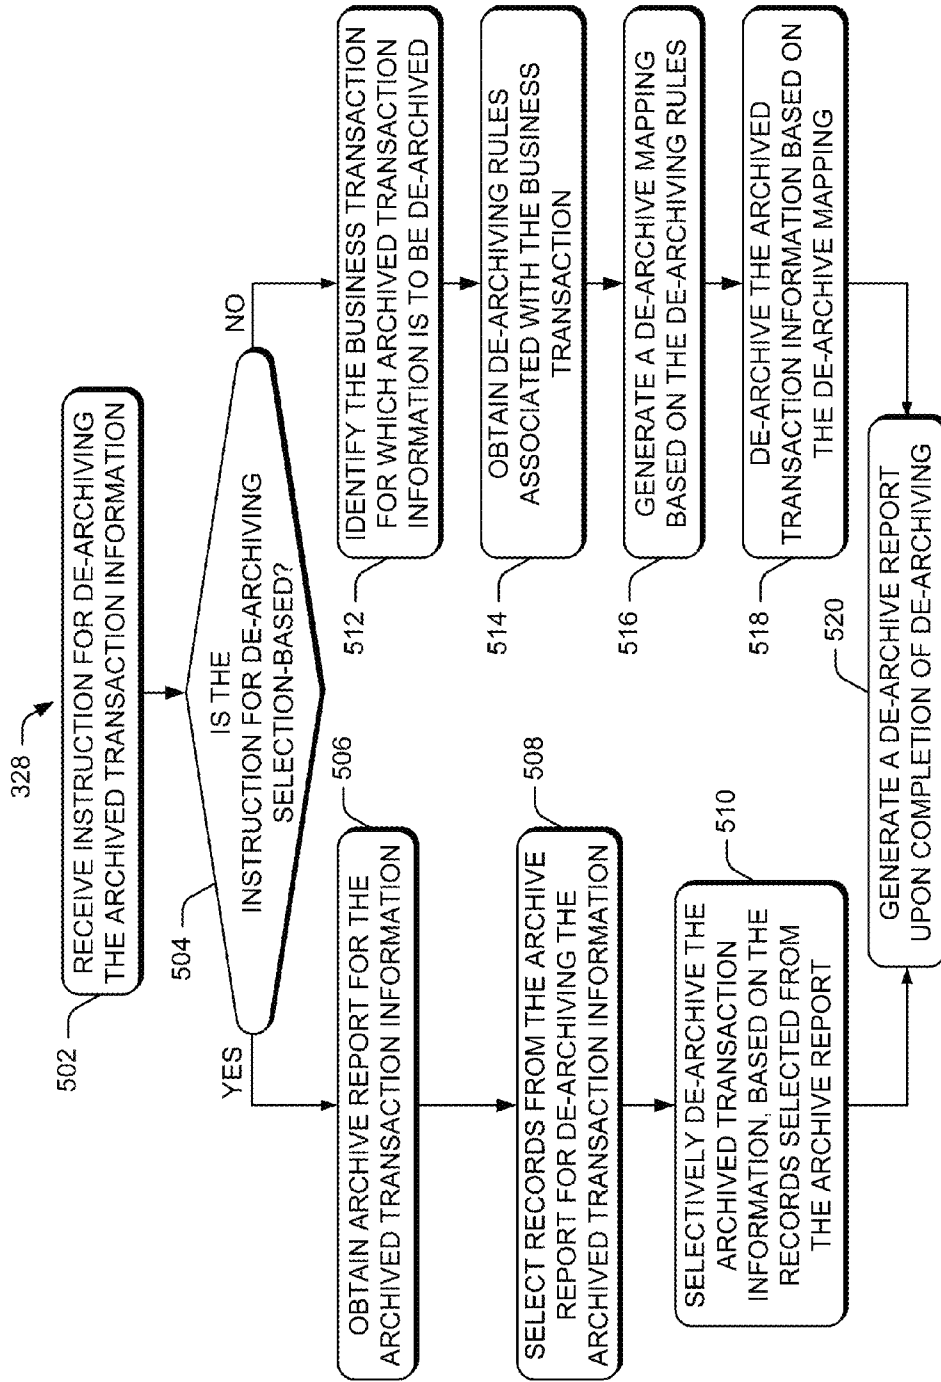 328
502
RECEIVE INSTRUCTION FOR DE-ARCHIVING
THE ARCHIVED TRANSACTION INFORMATION
504
IS THE
INSTRUCTION FOR DE-ARCHIVING
SELECTION-BASED?
YES
NO
506
OBTAIN ARCHIVE REPORT FOR THE
ARCHIVED TRANSACTION INFORMATION
508
SELECT RECORDS FROM THE ARCHIVE
REPORT FOR DE-ARCHIVING THE
ARCHIVED TRANSACTION INFORMATION
510
SELECTIVELY DE-ARCHIVE THE
ARCHIVED TRANSACTION
INFORMATION, BASED ON THE
RECORDS SELECTED FROM
THE ARCHIVE REPORT
512
IDENTIFY THE BUSINESS TRANSACTION
FOR WHICH ARCHIVED TRANSACTION
INFORMATION IS TO BE DE-ARCHIVED
514
OBTAIN DE-ARCHIVING RULES
ASSOCIATED WITH THE BUSINESS
TRANSACTION
516
GENERATE A DE-ARCHIVE MAPPING
BASED ON THE DE-ARCHIVING RULES
518
DE-ARCHIVE THE ARCHIVED
TRANSACTION INFORMATION BASED ON
THE DE-ARCHIVE MAPPING
520
GENERATE A DE-ARCHIVE REPORT
UPON COMPLETION OF DE-ARCHIVING